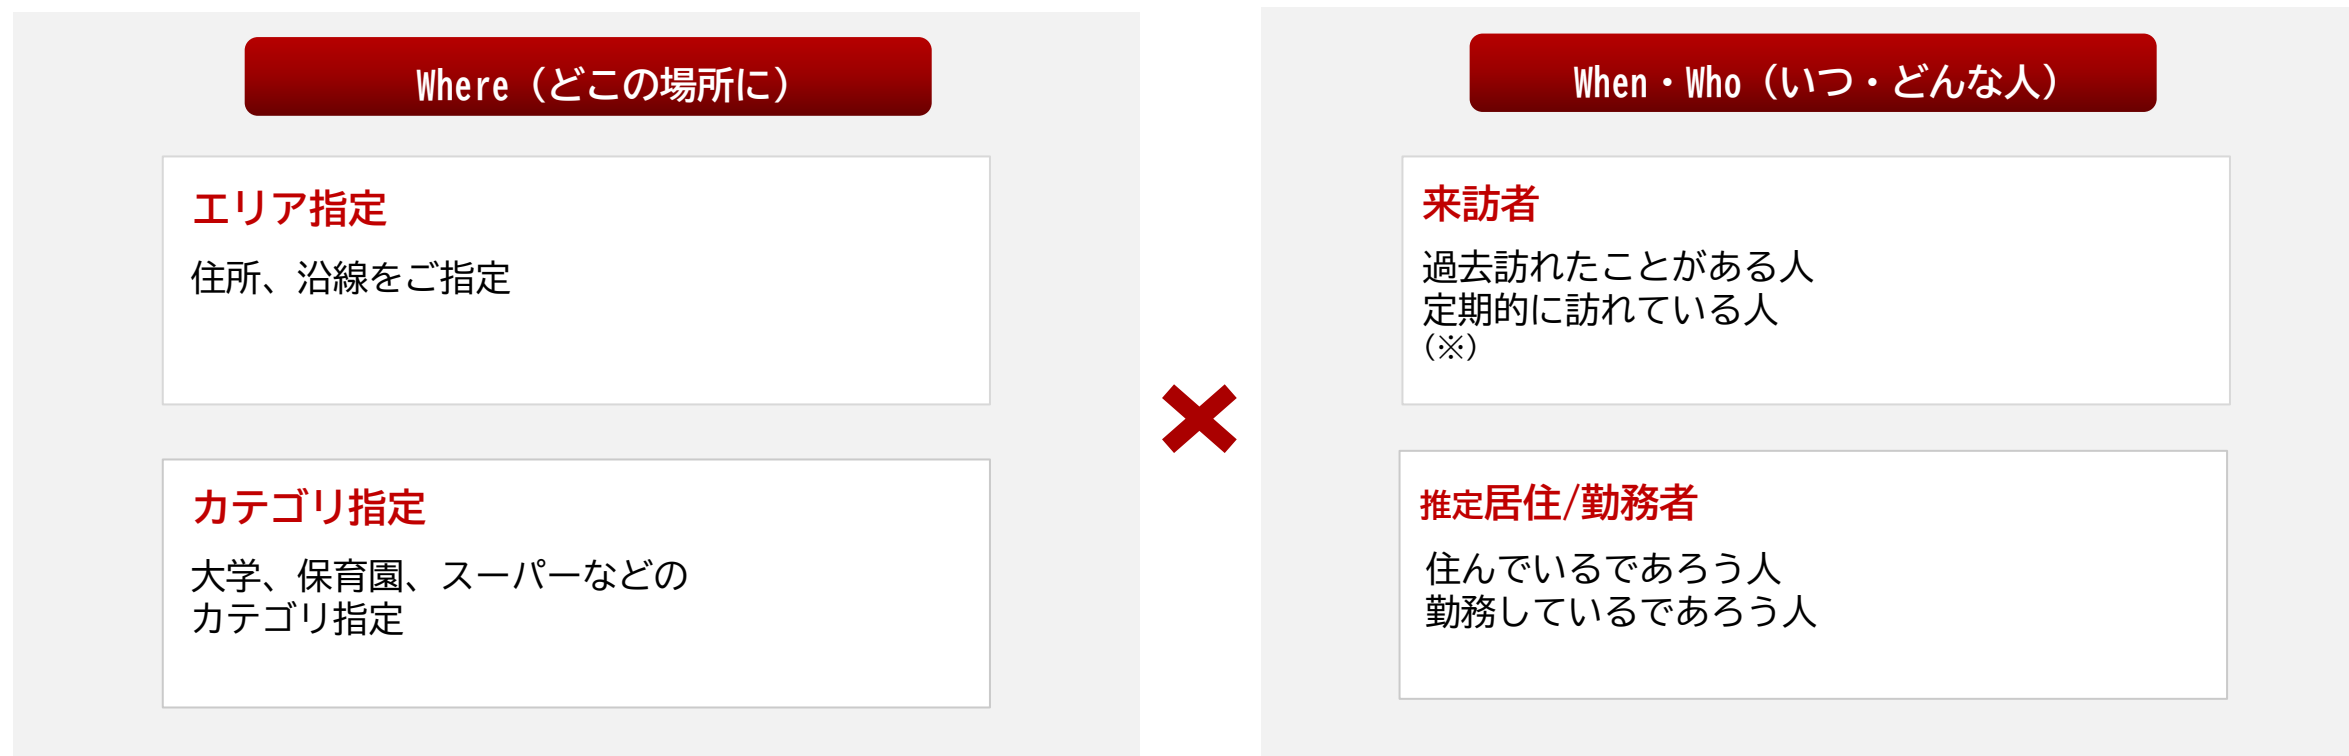 Where（どこの場所に）
エリア指定
住所、沿線をご指定
カテゴリ指定
大学、保育園、スーパーなどの
カテゴリ指定
When・Who（いつ・どんな人）
来訪者
過去訪れたことがある人
定期的に訪れている人
(※)
推定居住/勤務者
住んでいるであろう人
勤務しているであろう人